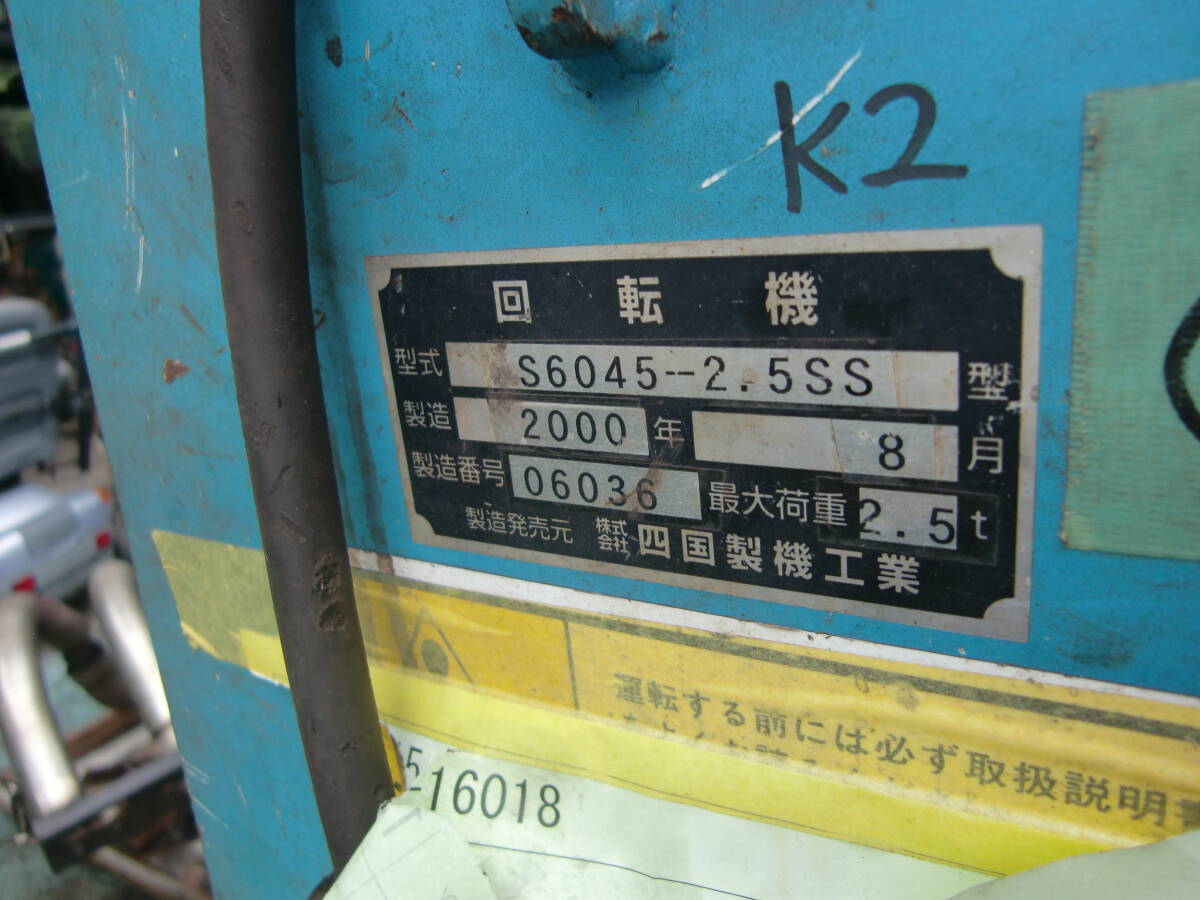 K2
回転機
型式 S6045-2.5SS 型
製造 2000 年 8 月
製造番号 06036 最大荷重 2.5 t
製造発売元 株式会社 四国製機工業
運転する前には必ず取扱説明書
-16018